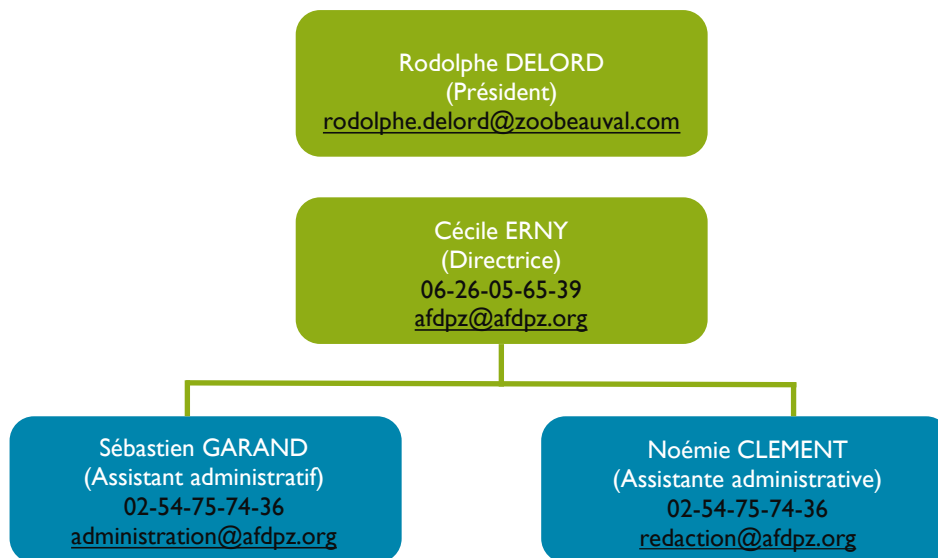 Rodolphe DELORD
(Président)
rodolphe.delord@zoobeauval.com
Cécile ERNY
(Directrice)
06-26-05-65-39
afdpz@afdpz.org
Sébastien GARAND
(Assistant administratif)
02-54-75-74-36
administration@afdpz.org
Noémie CLEMENT
(Assistante administrative)
02-54-75-74-36
redaction@afdpz.org